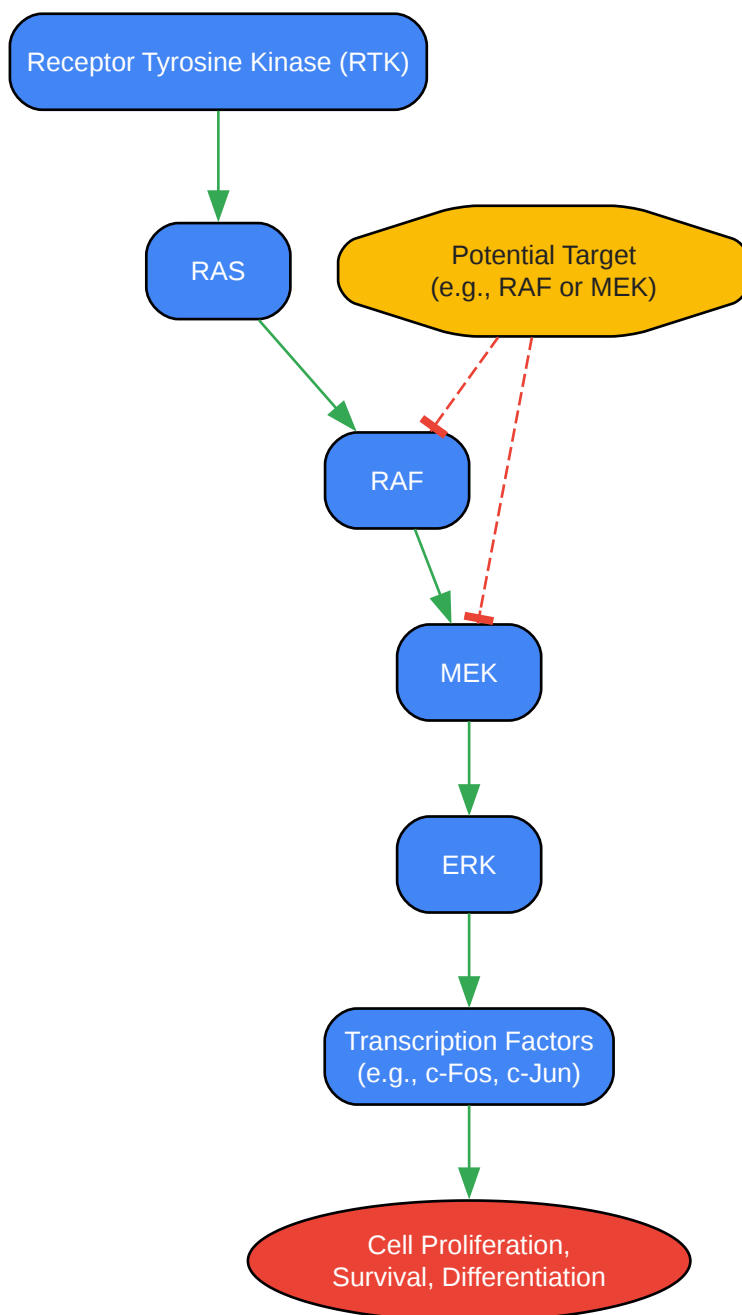 Receptor Tyrosine Kinase (RTK)
RAS
Potential Target
(e.g., RAF or MEK)
RAF
MEK
ERK
Transcription Factors
(e.g., c-Fos, c-Jun)
Cell Proliferation,
Survival, Differentiation